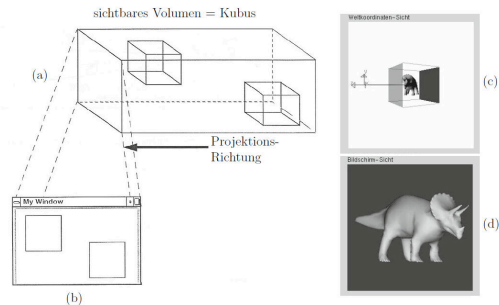 sichtbares Volumen = Kubus
(a)
Projektions-
Richtung
My Window
(b)
Weltkoordinaten-Sicht
(c)
Bildschirm-Sicht
(d)